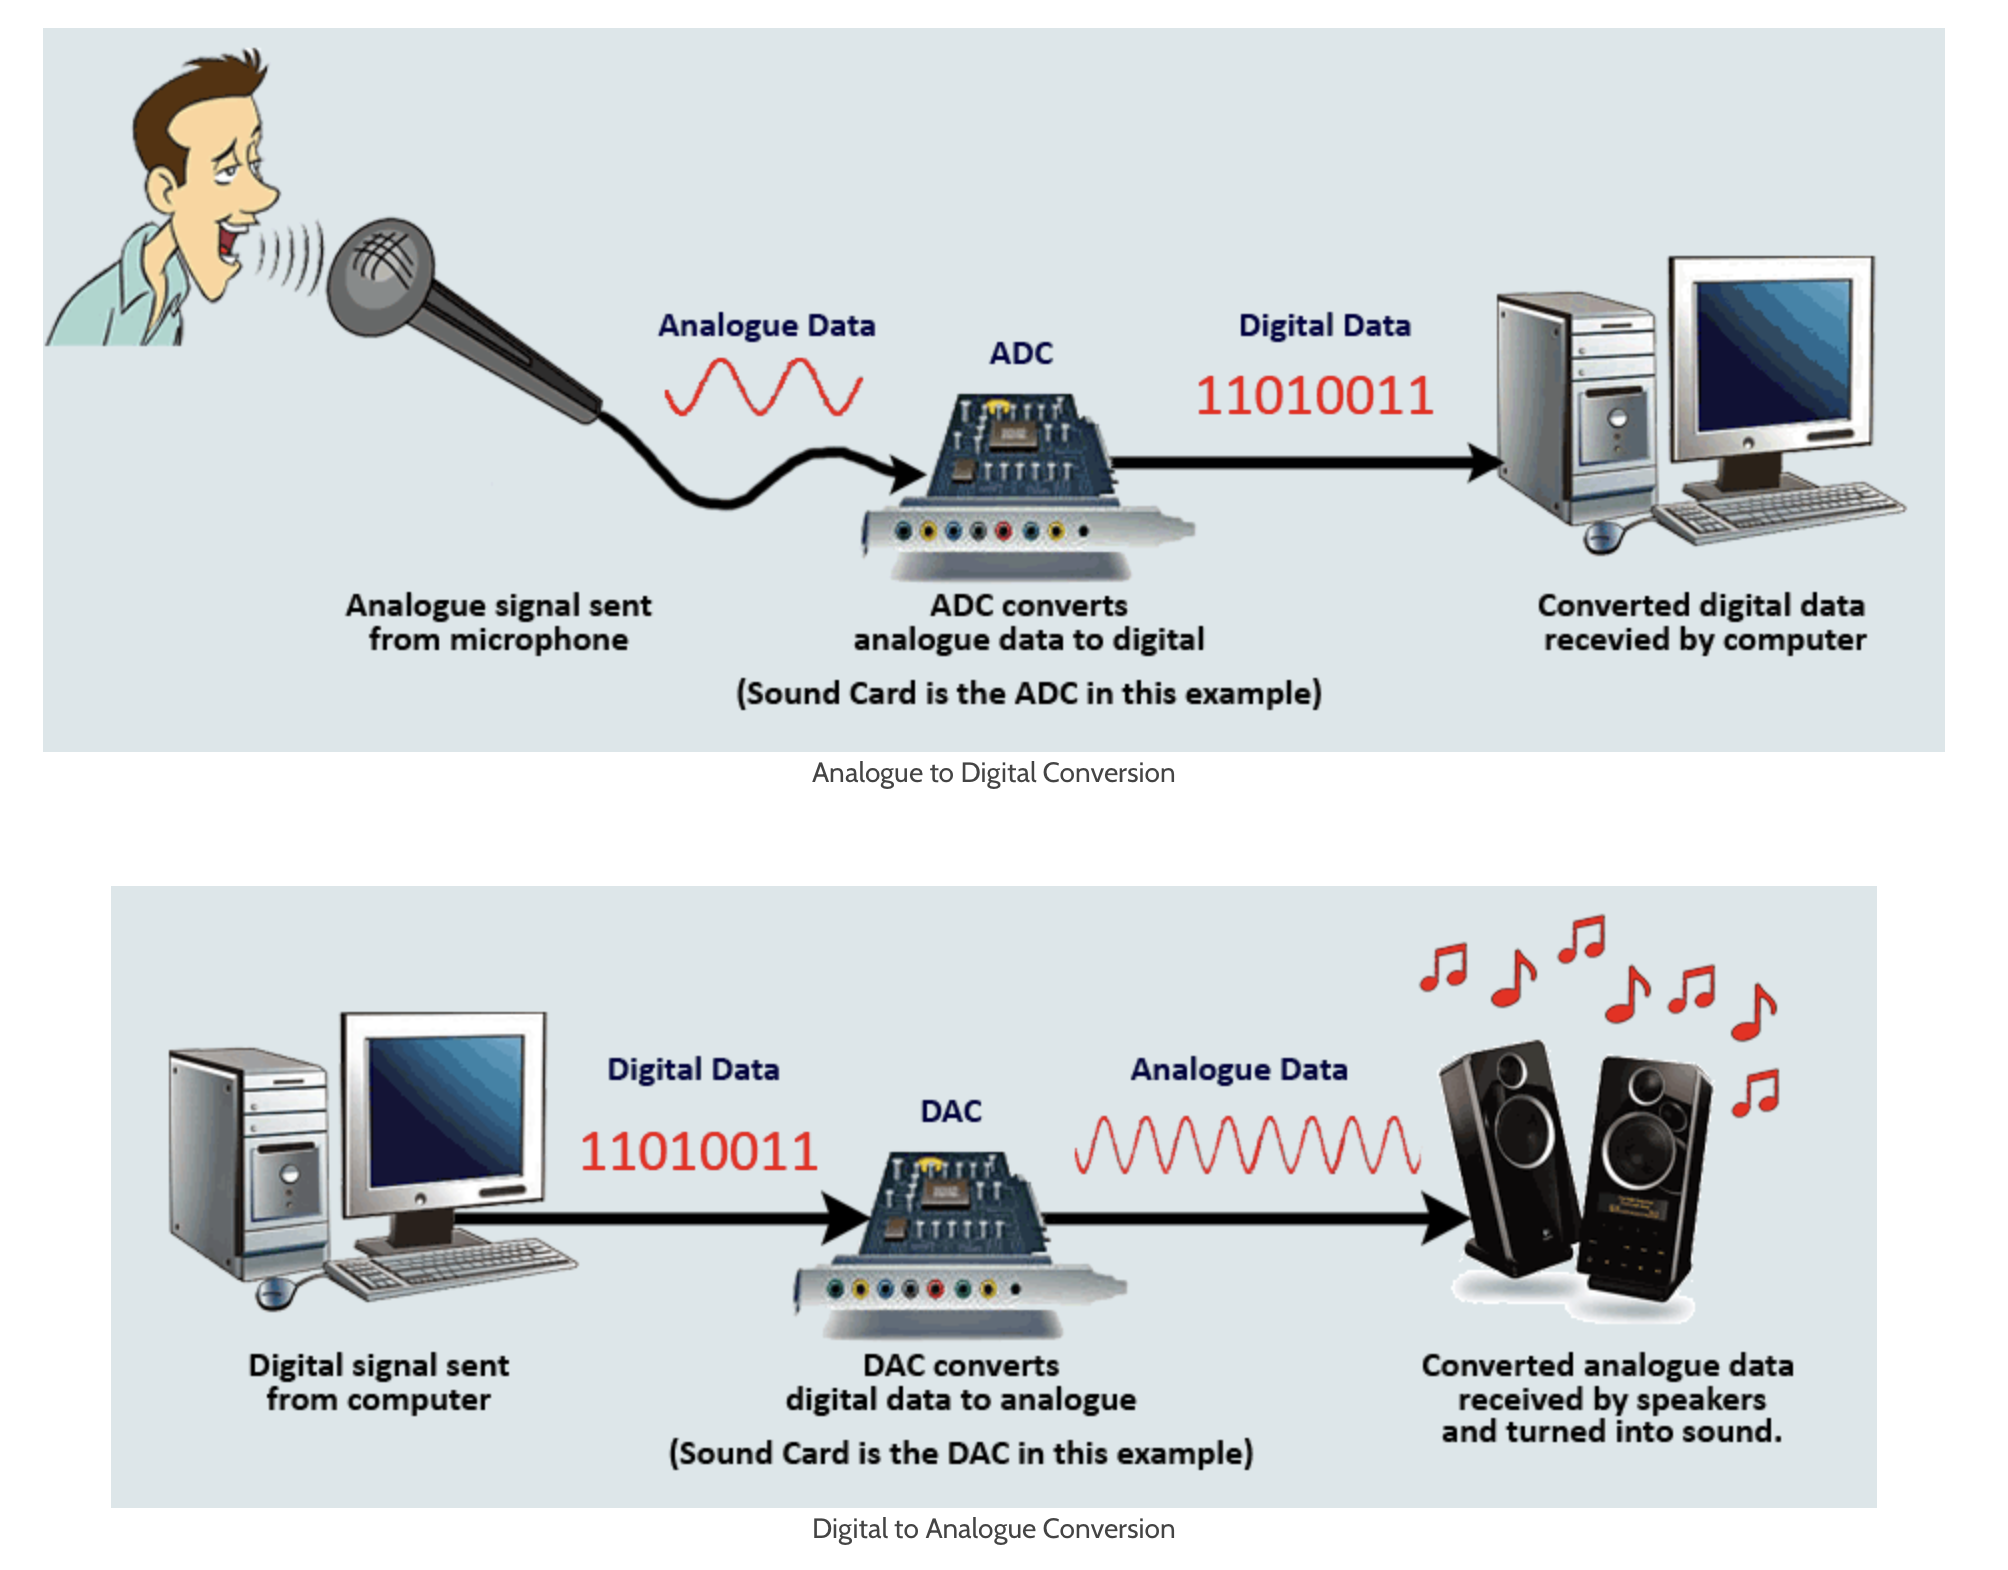 Analogue Data
ADC
Digital Data
11010011
Analogue signal sent
from microphone
ADC converts
analogue data to digital
(Sound Card is the ADC in this example)
Converted digital data
recevied by computer
Analogue to Digital Conversion
Digital Data
11010011
DAC
Analogue Data
Digital signal sent
from computer
DAC converts
digital data to analogue
(Sound Card is the DAC in this example)
Converted analogue data
received by speakers
and turned into sound.
Digital to Analogue Conversion